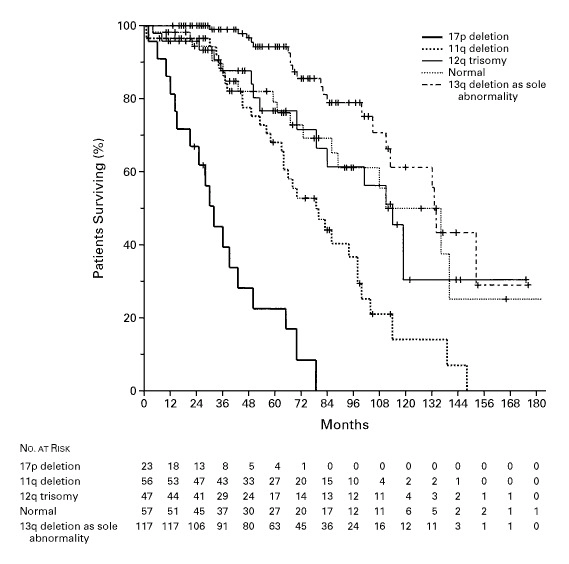 100
80
60
40
20
0
Patients Surviving (%)
17p deletion
11q deletion
12q trisomy
Normal
13q deletion as sole
abnormality
0 12 24 36 48 60 72 84 96 108 120 132 144 156 168 180
Months
No. at Risk
17p deletion 23 18 13 8 5 4 1 0 0 0 0 0 0 0 0 0
11q deletion 56 53 47 43 33 27 20 15 10 4 2 2 1 0 0 0
12q trisomy 47 44 41 29 24 17 14 13 12 11 4 3 2 1 1 0
Normal 57 51 45 37 30 27 20 17 12 11 6 5 2 2 1 1
13q deletion as sole 117 117 106 91 80 63 45 36 24 16 12 11 3 1 1 0
abnormality